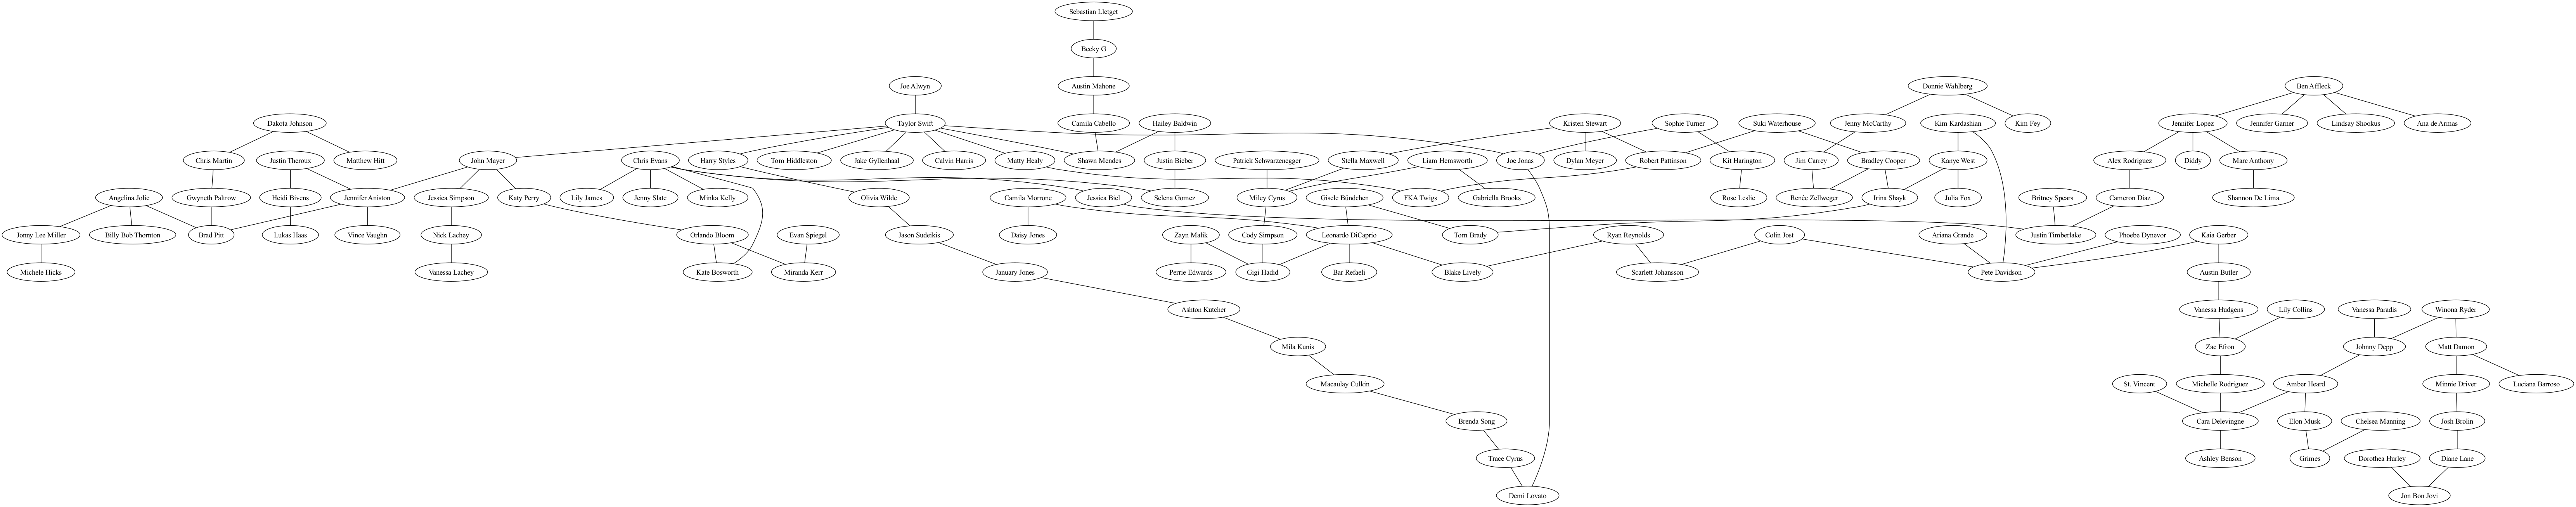 Sebastian Lletget
Becky G
Joe Alwyn
Austin Mahone
Donnie Wahlberg
Ben Affleck
Dakota Johnson
Taylor Swift
Camila Cabello
Hailey Baldwin
Kristen Stewart
Sophie Turner
Suki Waterhouse
Jenny McCarthy
Kim Kardashian
Kim Fey
Jennifer Lopez
Jennifer Garner
Lindsay Shookus
Ana de Armas
Chris Martin
Justin Theroux
Matthew Hitt
John Mayer
Chris Evans
Harry Styles
Tom Hiddleston
Jake Gyllenhaal
Calvin Harris
Matty Healy
Shawn Mendes
Justin Bieber
Patrick Schwarzenegger
Stella Maxwell
Liam Hemsworth
Joe Jonas
Dylan Meyer
Robert Pattinson
Kit Harington
Jim Carrey
Bradley Cooper
Kanye West
Alex Rodriguez
Diddy
Marc Anthony
Angelina Jolie
Gwyneth Paltrow
Heidi Bivens
Jennifer Aniston
Jessica Simpson
Katy Perry
Lily James
Jenny Slate
Minka Kelly
Olivia Wilde
Camila Morrone
Jessica Biel
Selena Gomez
Miley Cyrus
Gisele Bündchen
FKA Twigs
Gabriella Brooks
Rose Leslie
Renée Zellweger
Irina Shayk
Julia Fox
Britney Spears
Cameron Diaz
Shannon De Lima
Jonny Lee Miller
Billy Bob Thornton
Brad Pitt
Lukas Haas
Vince Vaughn
Nick Lachey
Orlando Bloom
Evan Spiegel
Jason Sudeikis
Daisy Jones
Zayn Malik
Cody Simpson
Leonardo DiCaprio
Tom Brady
Ryan Reynolds
Colin Jost
Ariana Grande
Justin Timberlake
Phoebe Dynevor
Kaia Gerber
Michele Hicks
Vanessa Lachey
Kate Bosworth
Miranda Kerr
January Jones
Perrie Edwards
Gigi Hadid
Bar Refaeli
Blake Lively
Scarlett Johansson
Pete Davidson
Austin Butler
Ashton Kutcher
Vanessa Hudgens
Lily Collins
Vanessa Paradis
Winona Ryder
Mila Kunis
Zac Efron
Johnny Depp
Matt Damon
Macaulay Culkin
St. Vincent
Michelle Rodriguez
Amber Heard
Minnie Driver
Luciana Barroso
Brenda Song
Cara Delevingne
Elon Musk
Chelsea Manning
Josh Brolin
Trace Cyrus
Ashley Benson
Grimes
Dorothea Hurley
Diane Lane
Demi Lovato
Jon Bon Jovi